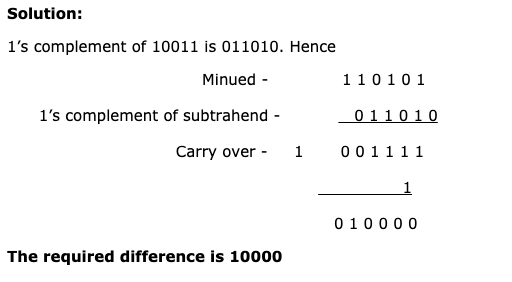 Solution:
1’s complement of 10011 is 011010. Hence
Minued - 1 1 0 1 0 1
1’s complement of subtrahend - 0 1 1 0 1 0
Carry over - 1 0 0 1 1 1 1
1
0 1 0 0 0 0
The required difference is 10000